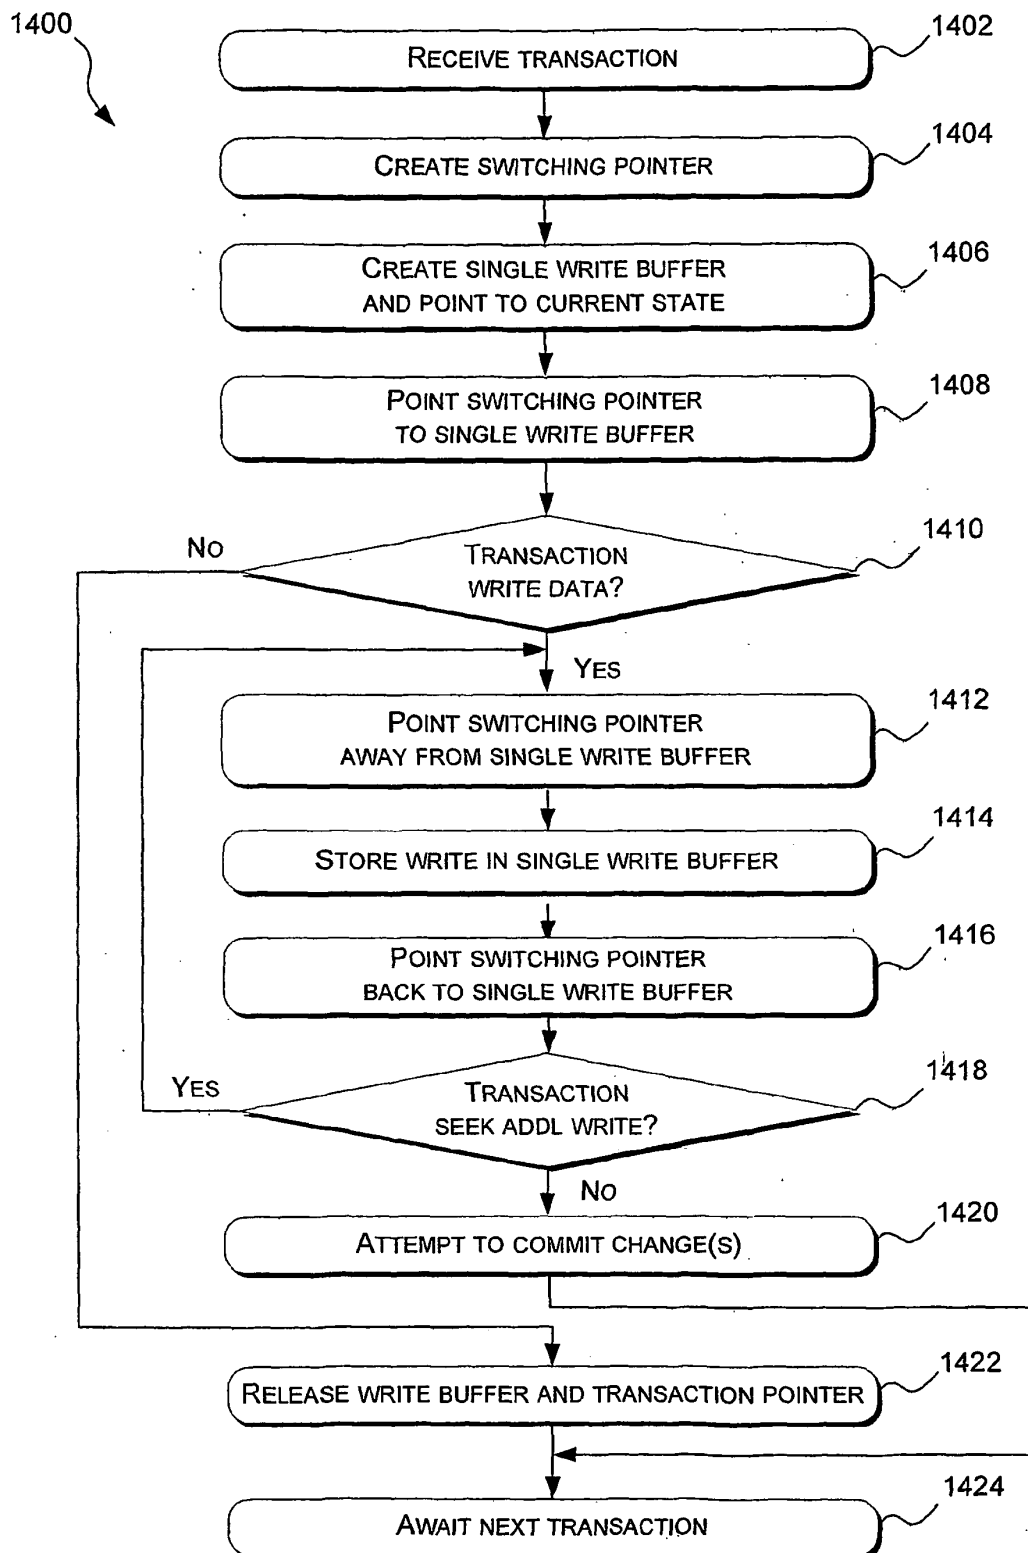 1400
1402
RECEIVE TRANSACTION
1404
CREATE SWITCHING POINTER
1406
CREATE SINGLE WRITE BUFFER
AND POINT TO CURRENT STATE
1408
POINT SWITCHING POINTER
TO SINGLE WRITE BUFFER
1410
NO
TRANSACTION
WRITE DATA?
YES
1412
POINT SWITCHING POINTER
AWAY FROM SINGLE WRITE BUFFER
1414
STORE WRITE IN SINGLE WRITE BUFFER
1416
POINT SWITCHING POINTER
BACK TO SINGLE WRITE BUFFER
1418
YES
TRANSACTION
SEEK ADDL WRITE?
NO
1420
ATTEMPT TO COMMIT CHANGE(S)
1422
RELEASE WRITE BUFFER AND TRANSACTION POINTER
1424
AWAIT NEXT TRANSACTION